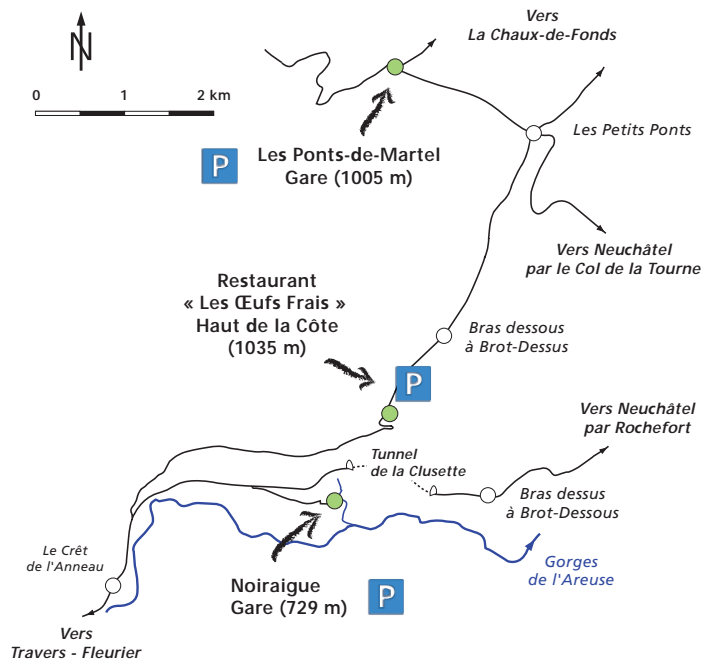 N
Vers
La Chaux-de-Fonds
0 1 2 km
Les Petits Ponts
P
Les Ponts-de-Martel
Gare (1005 m)
Vers Neuchâtel
par le Col de la Tourne
Restaurant
« Les Œufs Frais »
Haut de la Côte
(1035 m)
Bras dessous
à Brot-Dessus
P
Vers Neuchâtel
par Rochefort
Tunnel
de la Clusette
Bras dessus
à Brot-Dessous
Le Crêt
de l'Anneau
Gorges
de l'Areuse
Noiraigue
Gare (729 m)
P
Vers
Travers - Fleurier